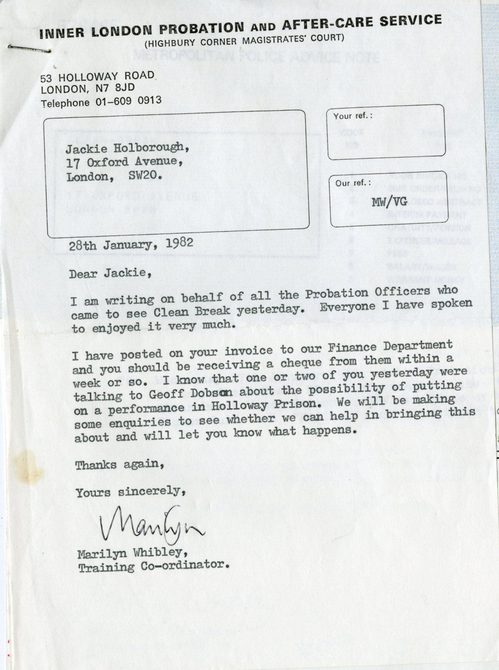 INNER LONDON PROBATION AND AFTER-CARE SERVICE
(HIGHBURY CORNER MAGISTRATES' COURT)
METROPOLITAN POLICE ADVICE NOTE
53 HOLLOWAY ROAD
LONDON, N7 8JD
Telephone 01-609 0913
Your ref.:
Jackie Holborough,
17 Oxford Avenue,
London, SW20.
Our ref.:
MW/VG
28th January, 1982
Dear Jackie,
I am writing on behalf of all the Probation Officers who
came to see Clean Break yesterday. Everyone I have spoken
to enjoyed it very much.
I have posted on your invoice to our Finance Department
and you should be receiving a cheque from them within a
week or so. I know that one or two of you yesterday were
talking to Geoff Dobson about the possibility of putting
on a performance in Holloway Prison. We will be making
some enquiries to see whether we can help in bringing this
about and will let you know what happens.
Thanks again,
Yours sincerely,
Marilyn
Marilyn Whibley,
Training Co-ordinator.